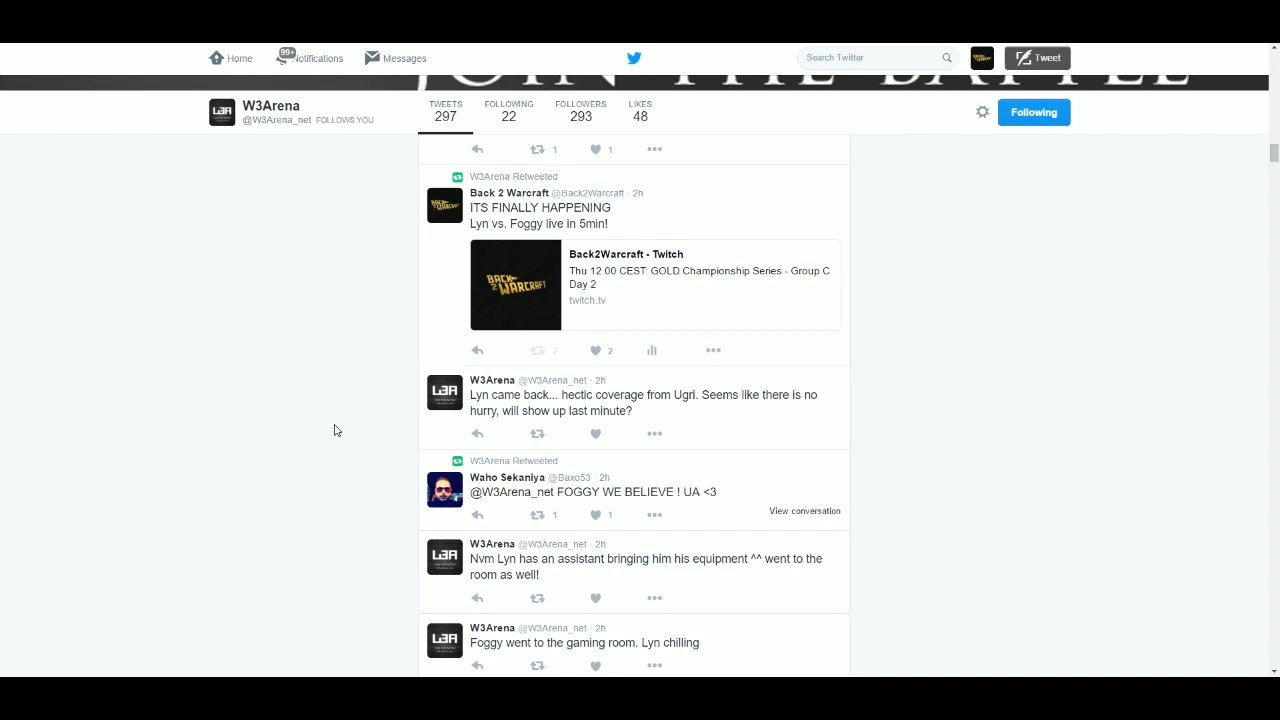 Home
99+
Notifications
Messages
Search Twitter
Tweet
JOIN THE BATTLE
W3Arena
@W3Arena_net FOLLOWS YOU
TWEETS
297
FOLLOWING
22
FOLLOWERS
293
LIKES
48
Following
1
1
W3Arena Retweeted
Back 2 Warcraft @Back2Warcraft · 2h
ITS FINALLY HAPPENING
Lyn vs. Foggy live in 5min!
BACK
2WARCRAFT
Back2Warcraft - Twitch
Thu 12.00 CEST: GOLD Championship Series - Group C
Day 2
twitch.tv
2
2
W3Arena @W3Arena_net · 2h
Lyn came back... hectic coverage from Ugri. Seems like there is no
hurry, will show up last minute?
W3Arena Retweeted
Waho Sekaniya @Baxo53 · 2h
@W3Arena_net FOGGY WE BELIEVE ! UA <3
1
1
View conversation
W3Arena @W3Arena_net · 2h
Nvm Lyn has an assistant bringing him his equipment ^^ went to the
room as well!
W3Arena @W3Arena_net · 2h
Foggy went to the gaming room. Lyn chilling